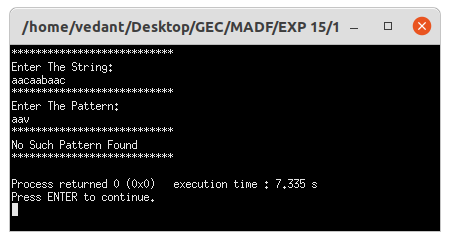 /home/vedant/Desktop/GEC/MADF/EXP 15/1
***************************
Enter The String:
aacaabaac
***************************
Enter The Pattern:
aav
***************************
No Such Pattern Found
***************************
Process returned 0 (0x0)   execution time : 7.335 s
Press ENTER to continue.